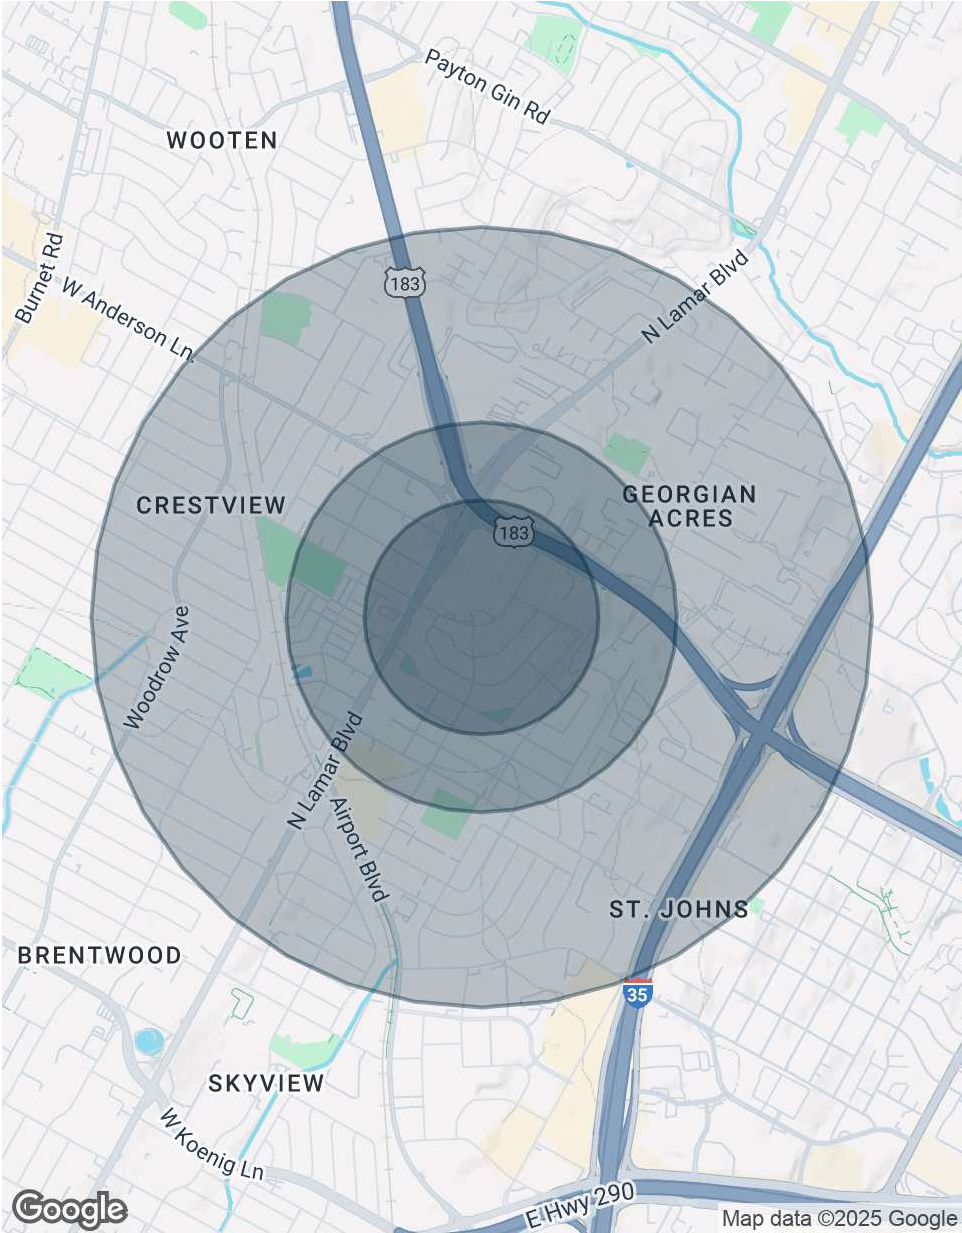 Payton Gin Rd
WOOTEN
Burnet Rd
183
N Lamar Blvd
W Anderson Ln.
CRESTVIEW
GEORGIAN
ACRES
183
Woodrow Ave
N Lamar Blvd
Airport Blvd
ST. JOHNS
BRENTWOOD
35
SKYVIEW
W Koenig Ln
E Hwy 290
Google
Map data ©2025 Google